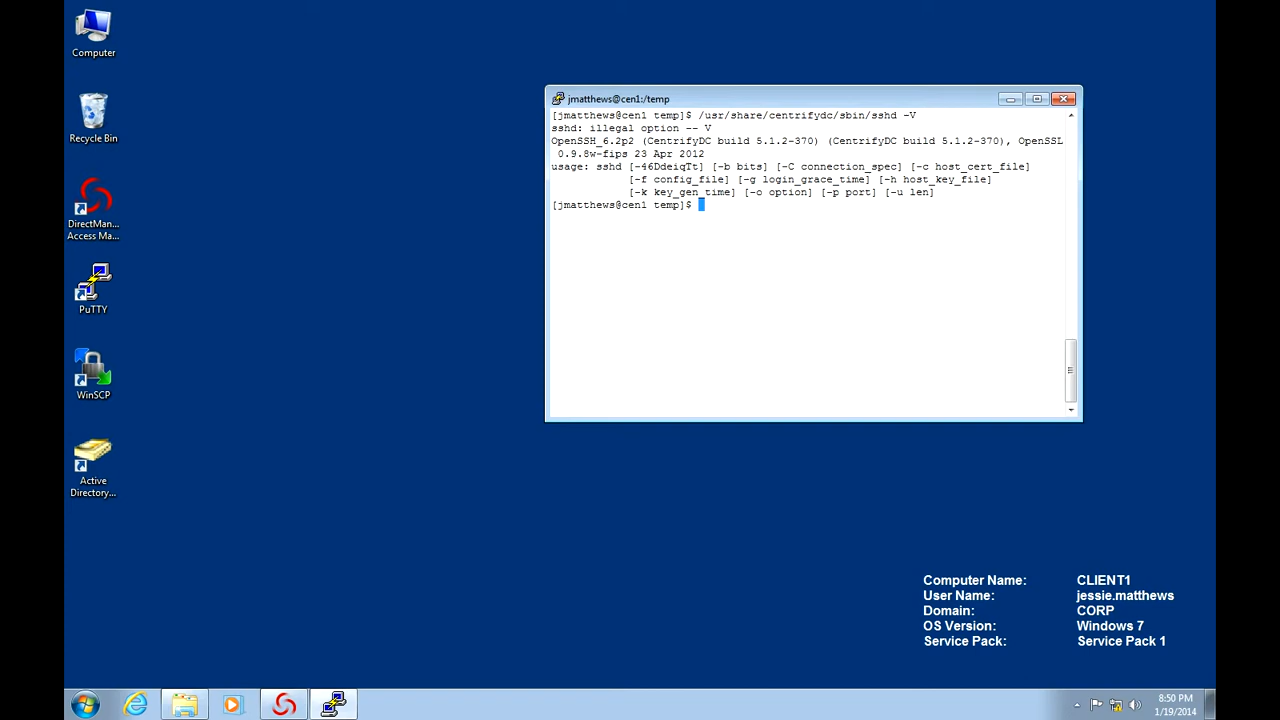 Computer
Recycle Bin
DirectMan...
Access Ma...
PuTTY
WinSCP
Active
Directory...
jmatthews@cen1:/temp
[jmatthews@cen1 temp]$ /usr/share/centrifydc/sbin/sshd -V
sshd: illegal option -- V
OpenSSH_6.2p2 (CentrifyDC build 5.1.2-370) (CentrifyDC build 5.1.2-370), OpenSSL
 0.9.8w-fips 23 Apr 2012
usage: sshd [-46DdeiqTt] [-b bits] [-C connection_spec] [-c host_cert_file]
            [-f config_file] [-g login_grace_time] [-h host_key_file]
            [-k key_gen_time] [-o option] [-p port] [-u len]
[jmatthews@cen1 temp]$
Computer Name: CLIENT1
User Name: jessie.matthews
Domain: CORP
OS Version: Windows 7
Service Pack: Service Pack 1
8:50 PM
1/19/2014